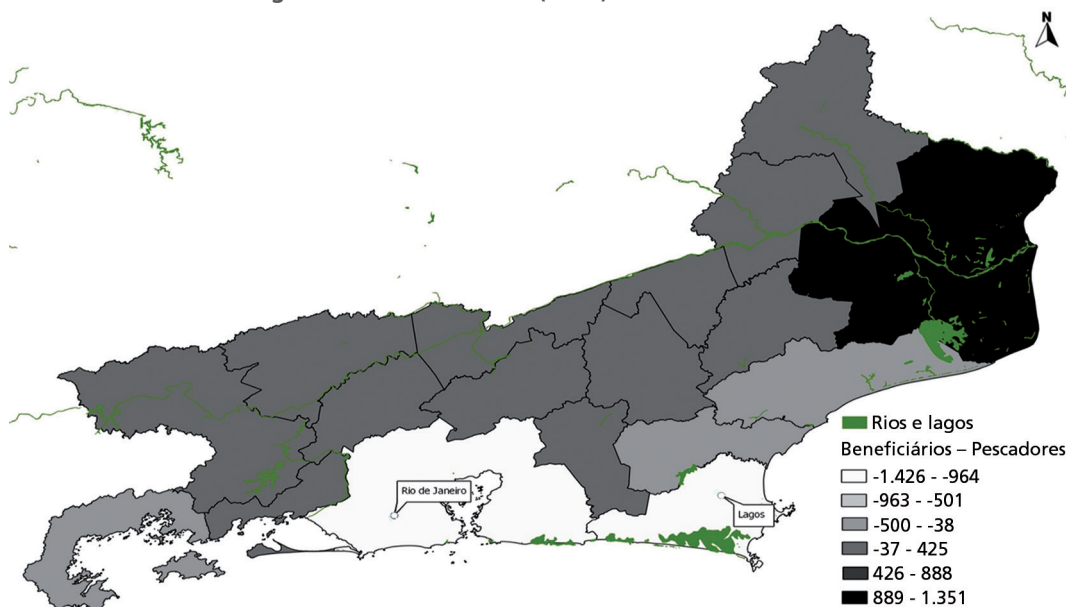 N
Rio de Janeiro
Lagos
Rios e lagos
Beneficiários – Pescadores
-1.426 - -964
-963 - -501
-500 - -38
-37 - 425
426 - 888
889 - 1.351